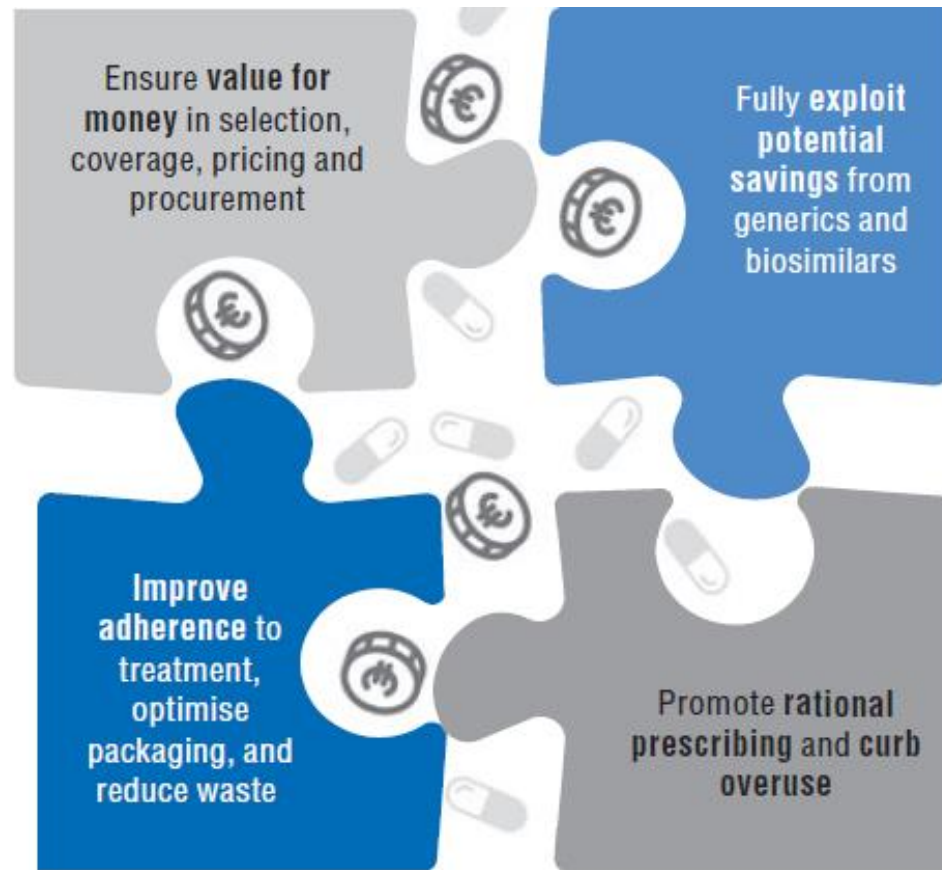 Ensure value for
money in selection,
coverage, pricing and
procurement
Fully exploit
potential
savings from
generics and
biosimilars
Improve
adherence to
treatment,
optimise
packaging, and
reduce waste
Promote rational
prescribing and curb
overuse